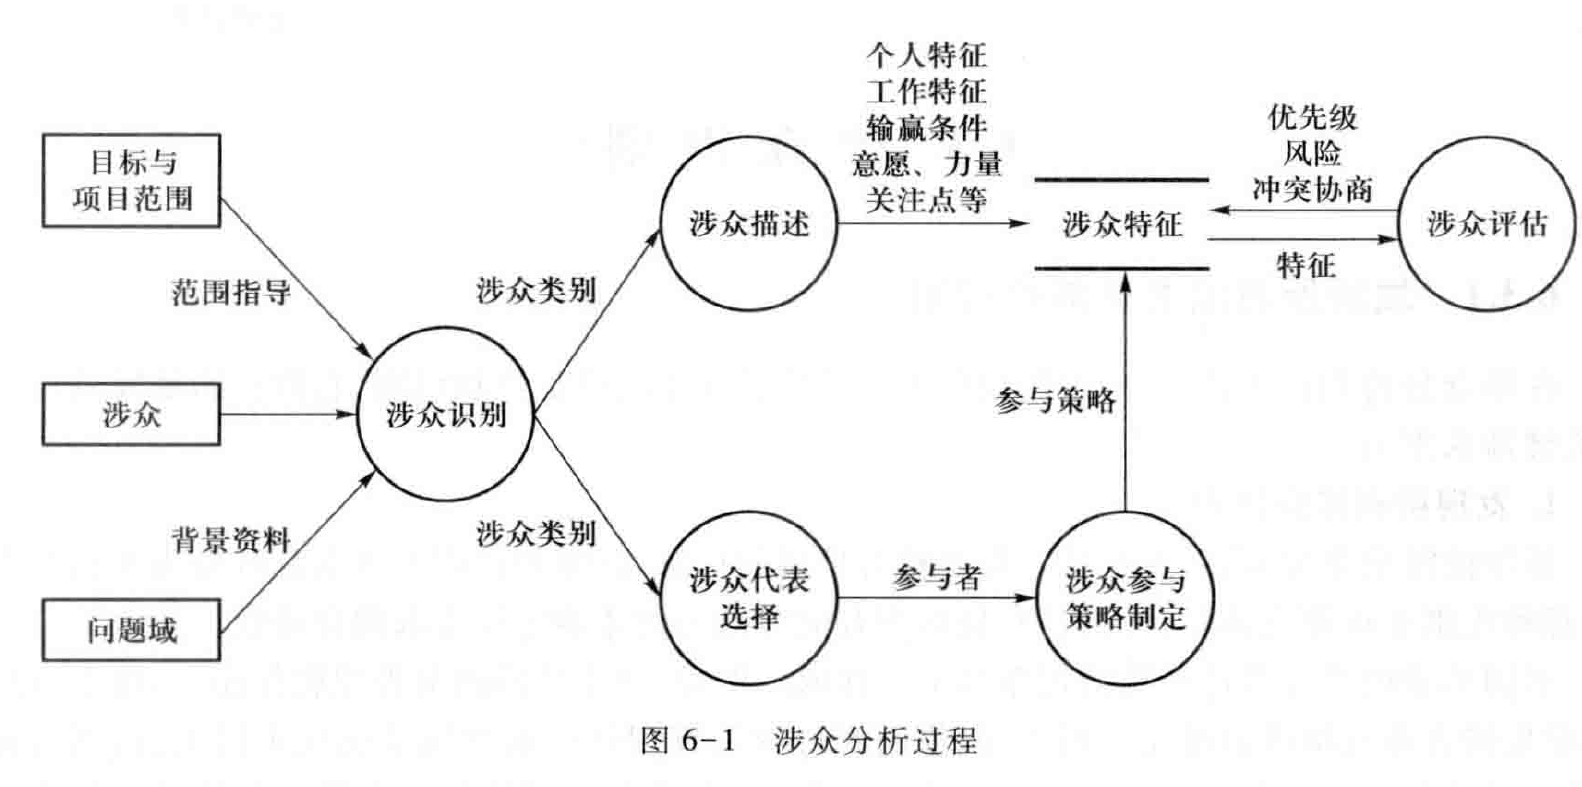 个人特征
工作特征
输赢条件
意愿、力量
关注点等
优先级
风险
冲突协商
目标与
项目范围
涉众描述
涉众特征
涉众评估
特征
范围指导
涉众类别
涉众
涉众识别
参与策略
背景资料
涉众类别
问题域
涉众代表
选择
参与者
涉众参与
策略制定
图 6-1 涉众分析过程